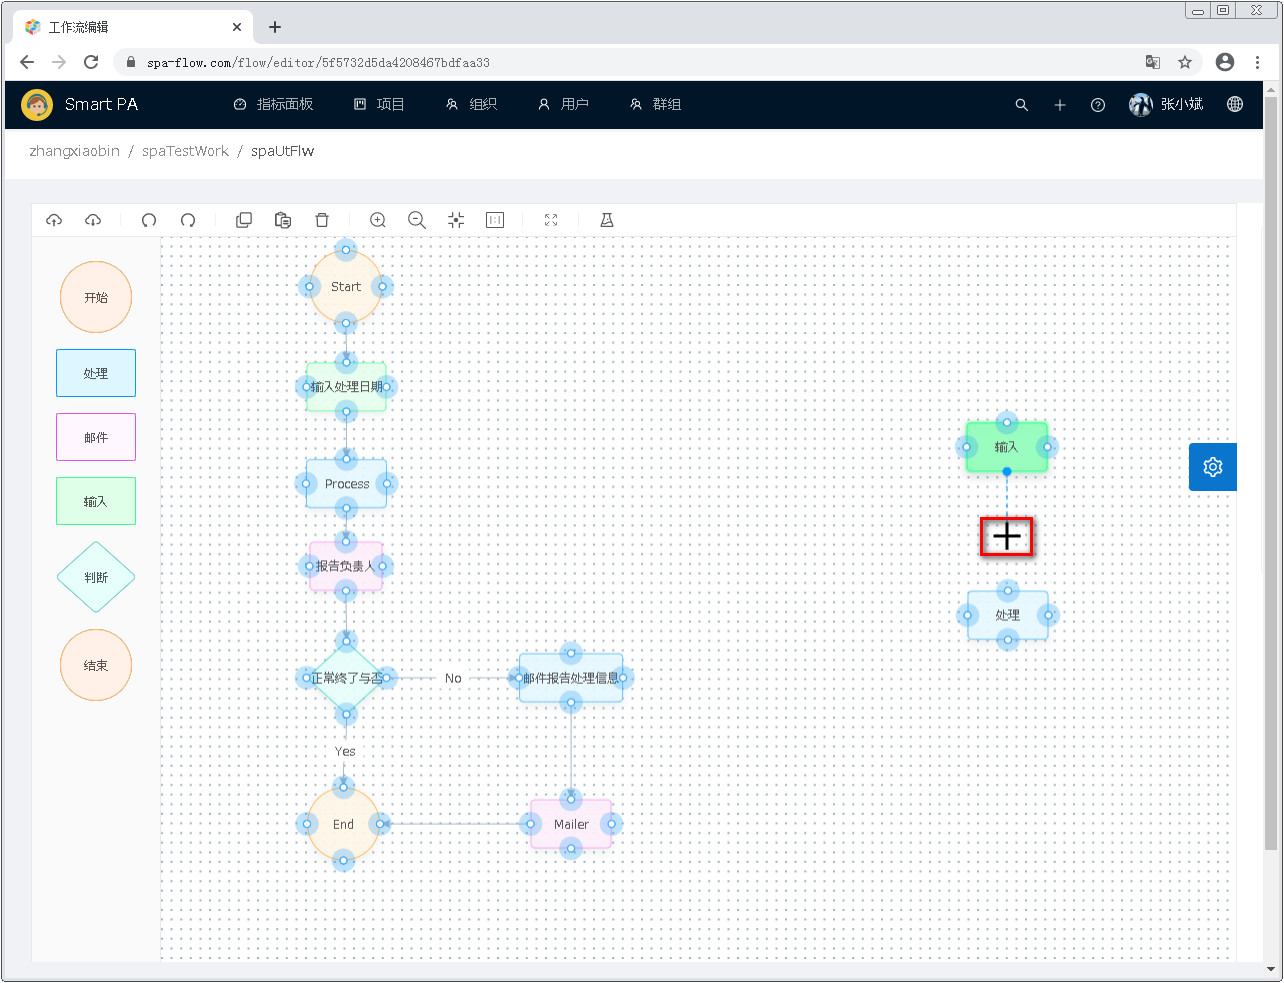 工作流编辑
spa-flow.com/flow/editor/5f5732d5da4208467bdfaa33
Smart PA 指标面板 项目 组织 用户 群组 张小斌
zhangxiaobin / spaTestWork / spaUtFlw
开始
处理
邮件
输入
判断
结束
Start
输入处理日期
Process
报告负责人
正常终了与否
No
邮件报告处理信息
Yes
End
Mailer
输入
处理